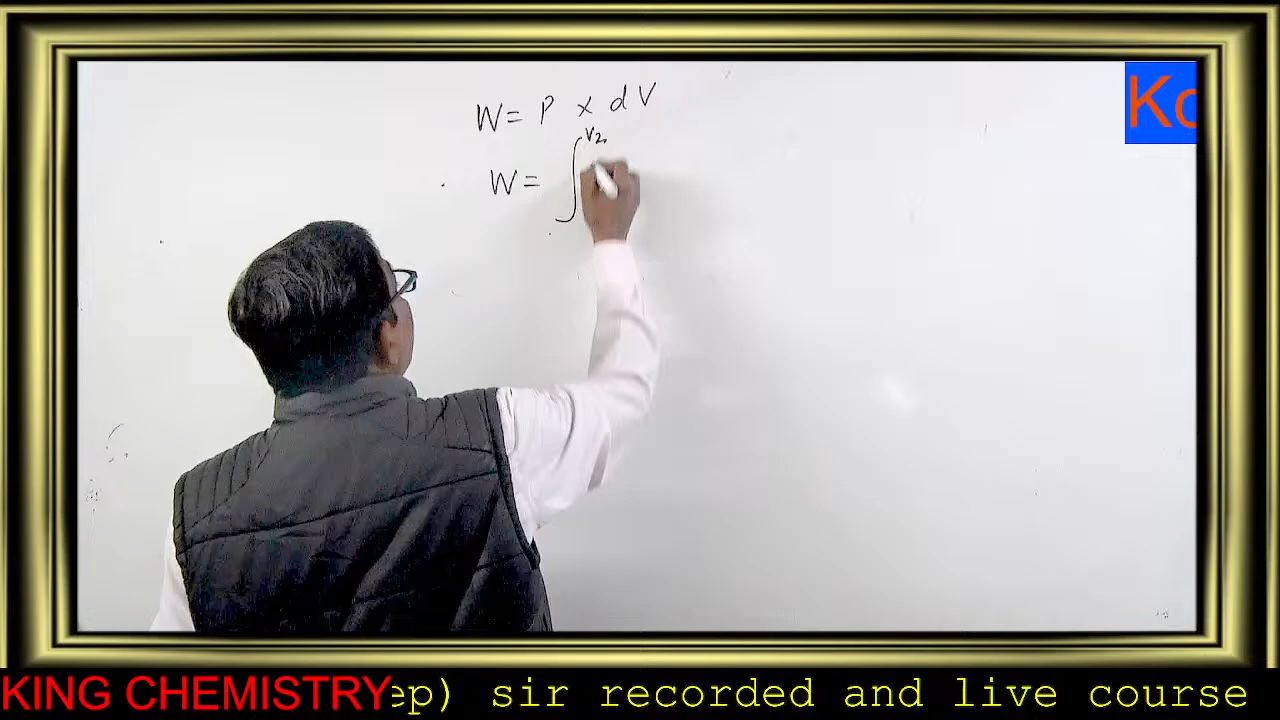 W= P x dV
V2
W= ∫
Ko
KING CHEMISTRY
ep) sir recorded and live course